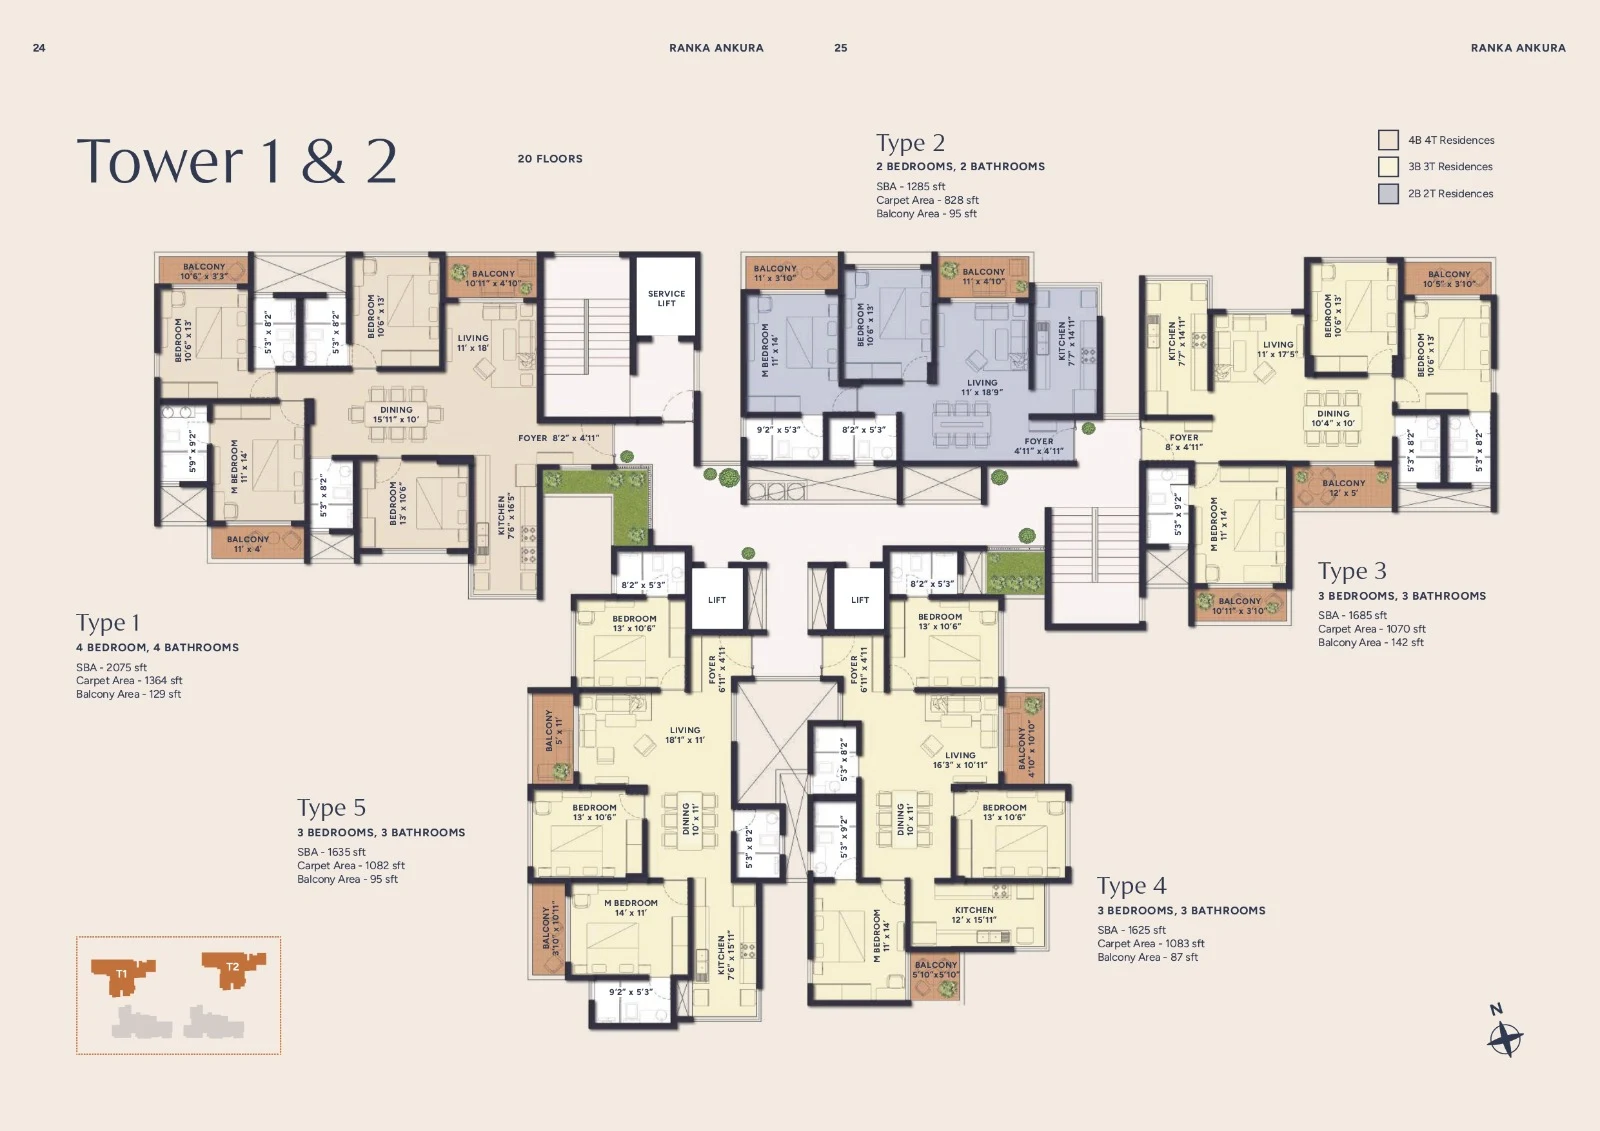 24
RANKA ANKURA
25
RANKA ANKURA
Tower 1 & 2
20 FLOORS
Type 2
2 BEDROOMS, 2 BATHROOMS
SBA - 1285 sft
Carpet Area - 828 sft
Balcony Area - 95 sft
4B 4T Residences
3B 3T Residences
2B 2T Residences
BALCONY
10'6" x 3'3"
BEDROOM
10'6" x 13'
5'3" x 8'2"
5'3" x 8'2"
BEDROOM
10'6" x 13'
BALCONY
10'11" x 4'10"
LIVING
11' x 18'
DINING
15'11" x 10'
FOYER 8'2" x 4'11"
5'9" x 9'2"
M BEDROOM
11' x 14'
BALCONY
11' x 4'
5'3" x 8'2"
BEDROOM
13' x 10'6"
KITCHEN
7'6" x 16'5"
SERVICE
LIFT
BALCONY
11' x 3'10"
M BEDROOM
11' x 14'
BEDROOM
10'6" x 13'
BALCONY
11' x 4'10"
LIVING
11' x 18'9"
KITCHEN
7'7" x 14'11"
9'2" x 5'3"
8'2" x 5'3"
FOYER
4'11" x 4'11"
KITCHEN
7'7" x 14'11"
LIVING
11' x 17'5"
BEDROOM
10'6" x 13'
BALCONY
10'5" x 3'10"
BEDROOM
10'6" x 13'
DINING
10'4" x 10'
FOYER
8' x 4'11"
5'3" x 8'2"
5'3" x 8'2"
BALCONY
12' x 5'
5'3" x 9'2"
M BEDROOM
11' x 14'
BALCONY
10'11" x 3'10"
Type 3
3 BEDROOMS, 3 BATHROOMS
SBA - 1685 sft
Carpet Area - 1070 sft
Balcony Area - 142 sft
Type 1
4 BEDROOM, 4 BATHROOMS
SBA - 2075 sft
Carpet Area - 1364 sft
Balcony Area - 129 sft
8'2" x 5'3"
LIFT
LIFT
8'2" x 5'3"
BEDROOM
13' x 10'6"
FOYER
6'11" x 4'11
FOYER
6'11" x 4'11
BEDROOM
13' x 10'6"
BALCONY
5' x 11'
LIVING
18'1" x 11'
5'3" x 8'2"
LIVING
16'3" x 10'11"
BALCONY
4'10" x 10'10"
BEDROOM
13' x 10'6"
DINING
10' x 11'
5'3" x 8'2"
5'3" x 9'2"
DINING
10' x 11'
BEDROOM
13' x 10'6"
BALCONY
3'10" x 10'11"
M BEDROOM
14' x 11'
KITCHEN
7'6" x 15'11"
9'2" x 5'3"
M BEDROOM
11' x 14'
KITCHEN
12' x 15'11"
BALCONY
5'10"x5'10"
Type 5
3 BEDROOMS, 3 BATHROOMS
SBA - 1635 sft
Carpet Area - 1082 sft
Balcony Area - 95 sft
Type 4
3 BEDROOMS, 3 BATHROOMS
SBA - 1625 sft
Carpet Area - 1083 sft
Balcony Area - 87 sft
T1
T2
N